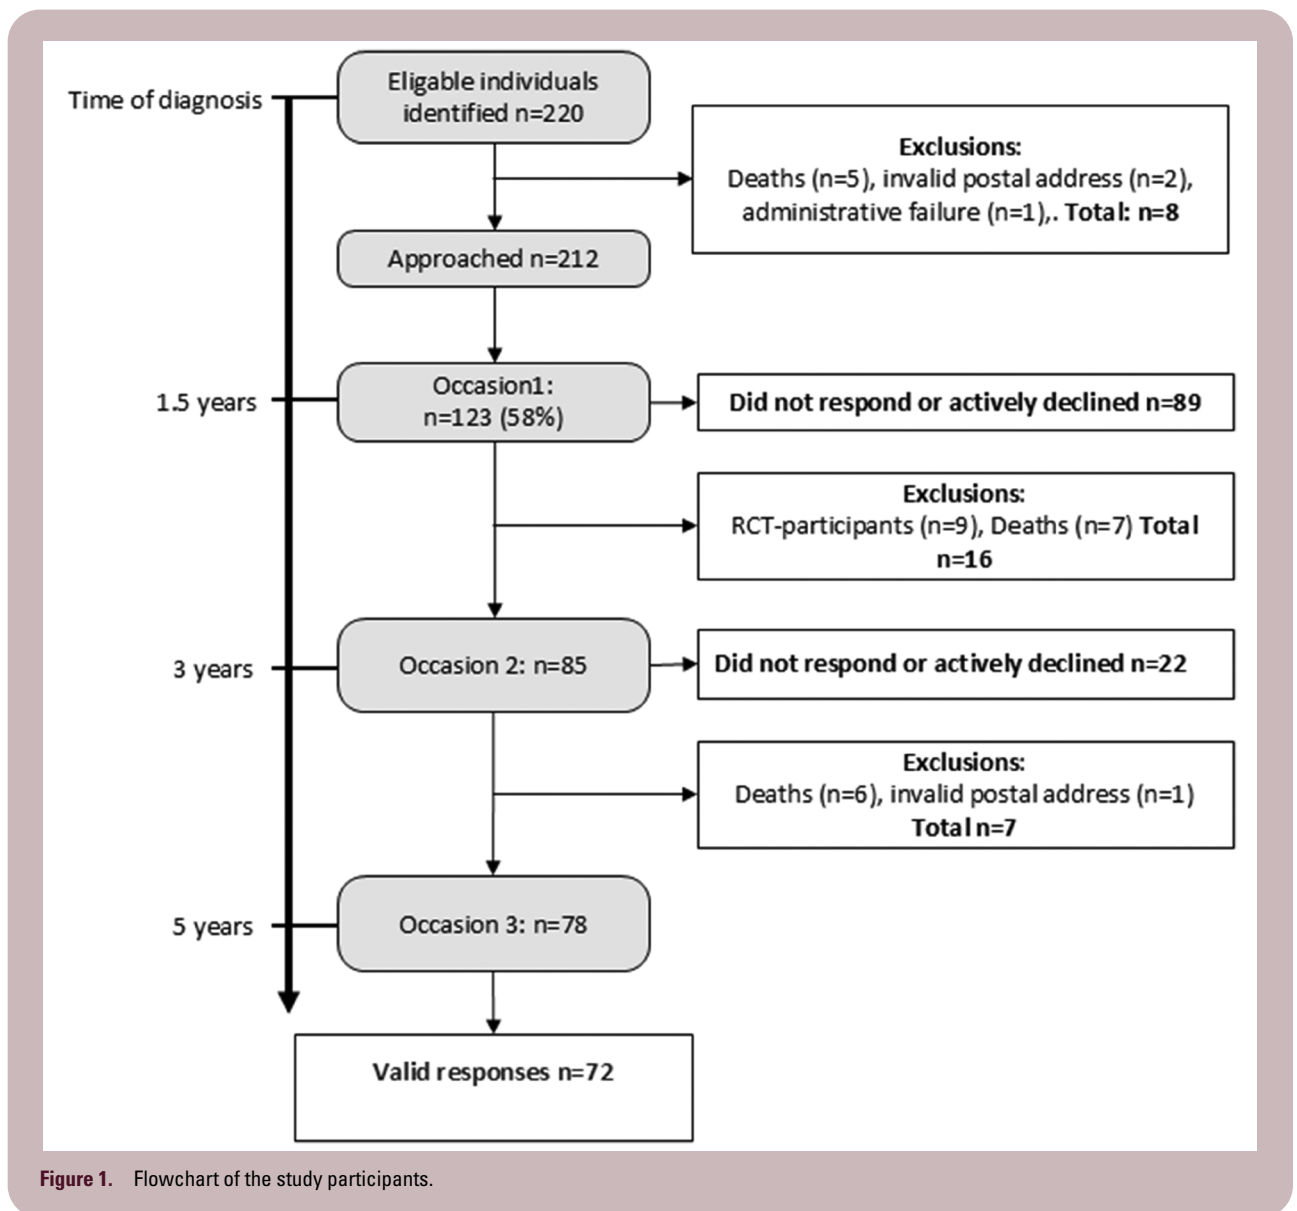 Time of diagnosis
Eligible individuals
identified n=220
Exclusions:
Deaths (n=5), invalid postal address (n=2),
administrative failure (n=1),. Total: n=8
Approached n=212
1.5 years
Occasion1:
n=123 (58%)
Did not respond or actively declined n=89
Exclusions:
RCT-participants (n=9), Deaths (n=7) Total
n=16
3 years
Occasion 2: n=85
Did not respond or actively declined n=22
Exclusions:
Deaths (n=6), invalid postal address (n=1)
Total n=7
5 years
Occasion 3: n=78
Valid responses n=72
Figure 1. Flowchart of the study participants.